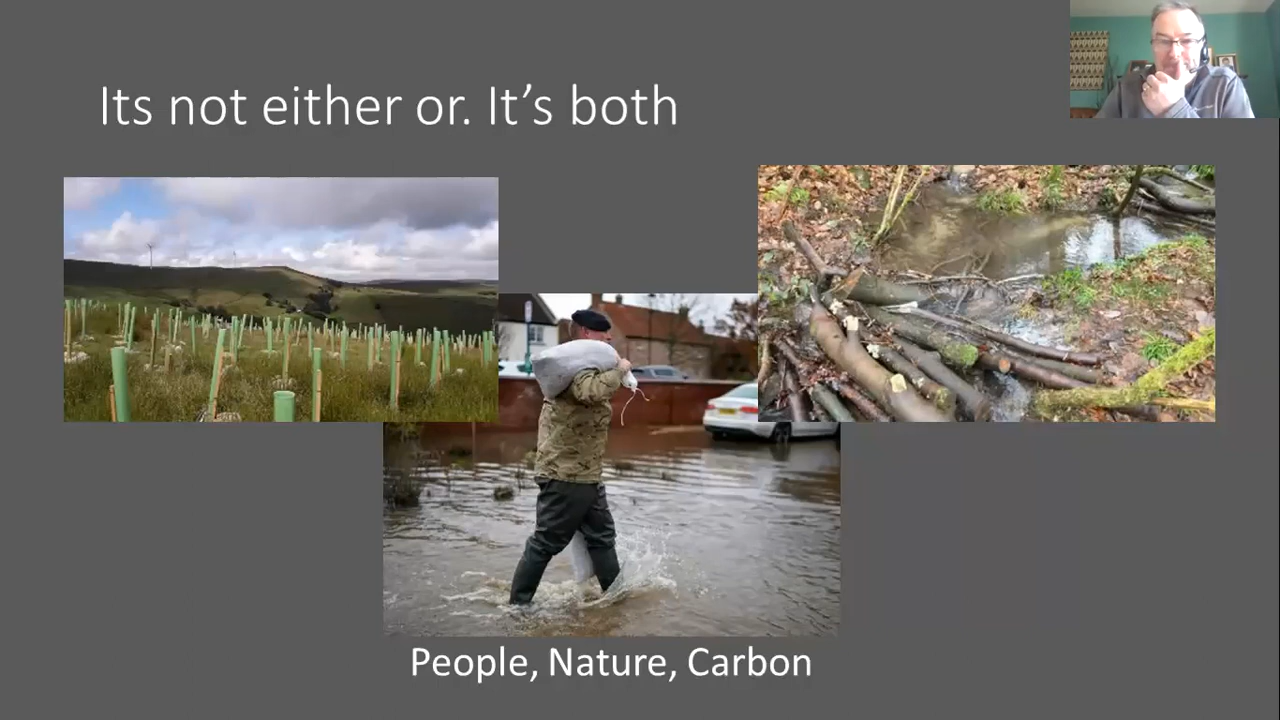 Its not either or. It’s both
People, Nature, Carbon